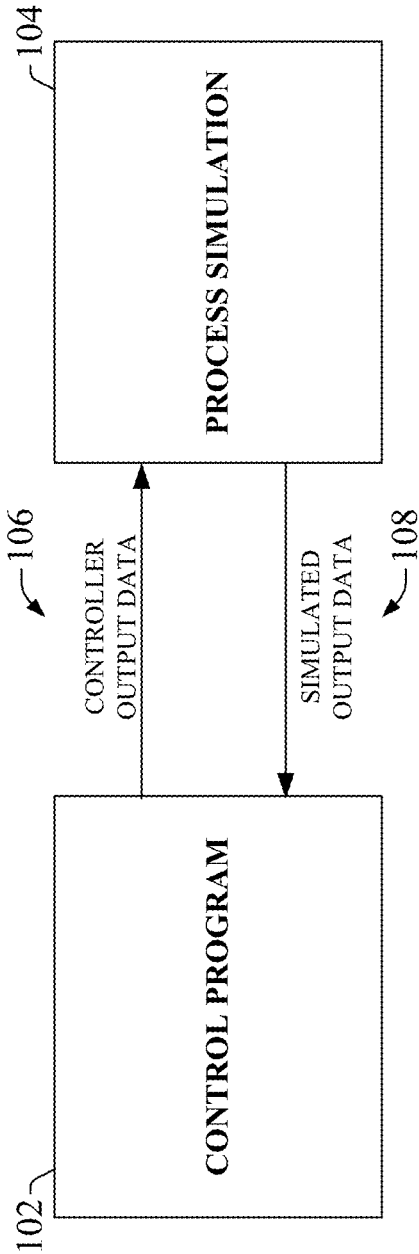 102
CONTROL PROGRAM
106
CONTROLLER
OUTPUT DATA
SIMULATED
OUTPUT DATA
108
104
PROCESS SIMULATION